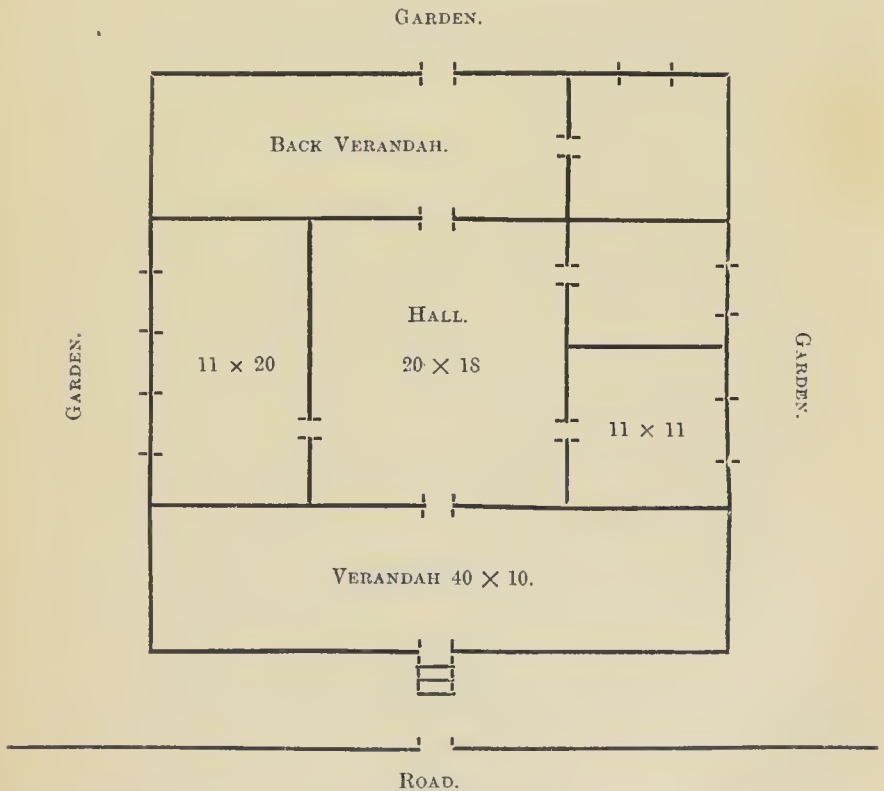 GARDEN.
BACK VERANDAH.
GARDEN.
11 × 20
HALL.
20 × 18
11 × 11
GARDEN.
VERANDAH 40 × 10.
ROAD.